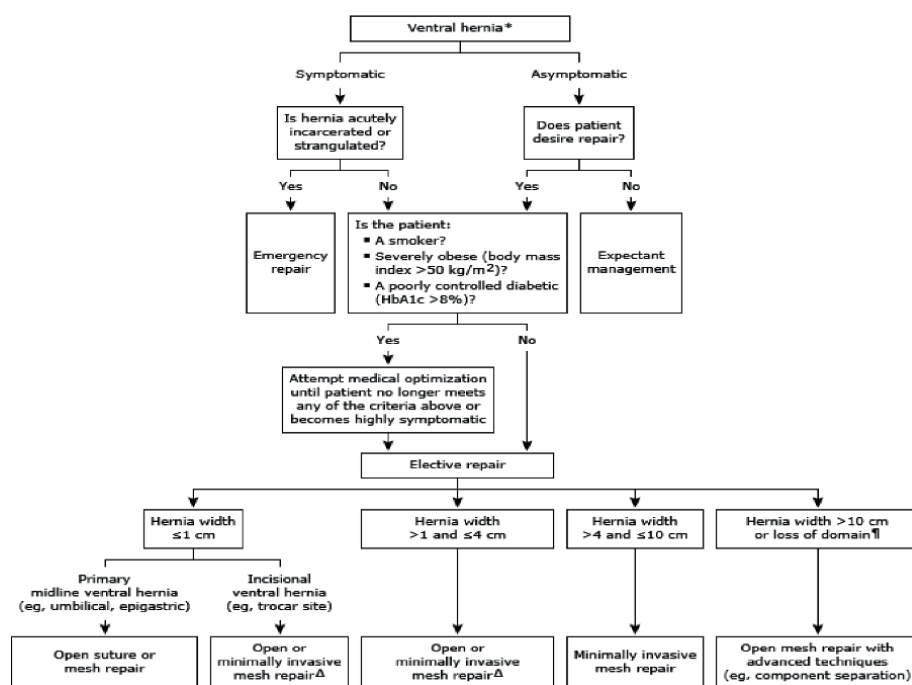 Ventral hernia*
Symptomatic
Asymptomatic
Is hernia acutely
incarcerated or
strangulated?
Does patient
desire repair?
Yes
No
Yes
No
Emergency
repair
Is the patient:
▪ A smoker?
▪ Severely obese (body mass
index >50 kg/m²)?
▪ A poorly controlled diabetic
(HbA1c >8%)?
Expectant
management
Yes
No
Attempt medical optimization
until patient no longer meets
any of the criteria above or
becomes highly symptomatic
Elective repair
Hernia width
≤1 cm
Hernia width
>1 and ≤4 cm
Hernia width
>4 and ≤10 cm
Hernia width >10 cm
or loss of domain¶
Primary
midline ventral hernia
(eg, umbilical, epigastric)
Incisional
ventral hernia
(eg, trocar site)
Open suture or
mesh repair
Open or
minimally invasive
mesh repairΔ
Open or
minimally invasive
mesh repairΔ
Minimally invasive
mesh repair
Open mesh repair with
advanced techniques
(eg, component separation)